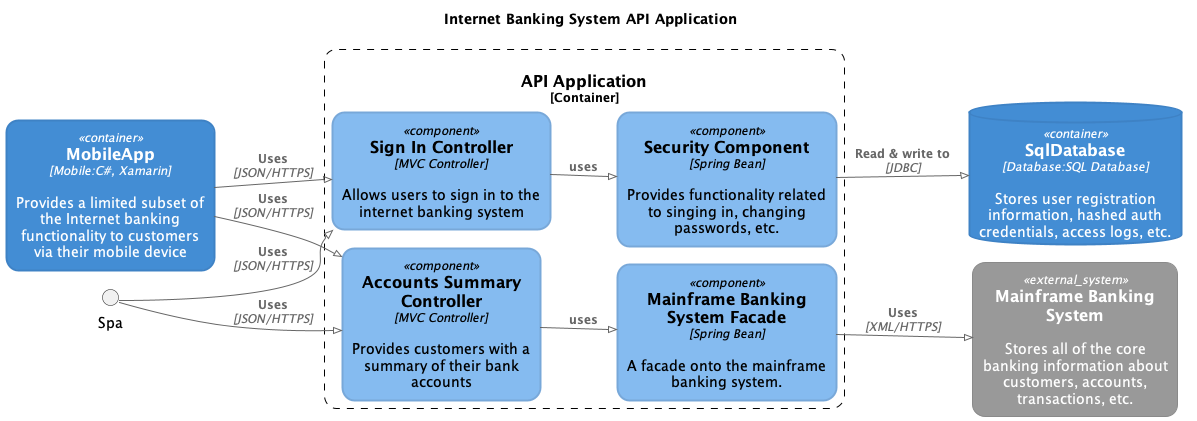 Internet Banking System API Application
API Application
[Container]
«container»
MobileApp
[Mobile:C#, Xamarin]
Provides a limited subset of
the Internet banking
functionality to customers
via their mobile device
Spa
Uses
[JSON/HTTPS]
Uses
[JSON/HTTPS]
Uses
[JSON/HTTPS]
Uses
[JSON/HTTPS]
«component»
Sign In Controller
[MVC Controller]
Allows users to sign in to the
internet banking system
uses
«component»
Security Component
[Spring Bean]
Provides functionality related
to singing in, changing
passwords, etc.
Read & write to
[JDBC]
«container»
SqlDatabase
[Database:SQL Database]
Stores user registration
information, hashed auth
credentials, access logs, etc.
«component»
Accounts Summary
Controller
[MVC Controller]
Provides customers with a
summary of their bank
accounts
uses
«component»
Mainframe Banking
System Facade
[Spring Bean]
A facade onto the mainframe
banking system.
Uses
[XML/HTTPS]
«external_system»
Mainframe Banking
System
Stores all of the core
banking information about
customers, accounts,
transactions, etc.